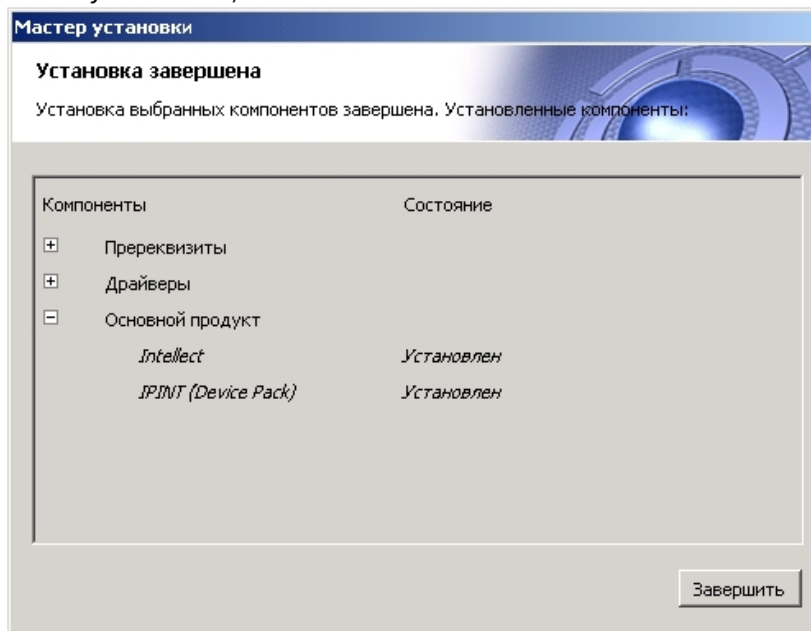 Мастер установки
Установка завершена
Установка выбранных компонентов завершена. Установленные компоненты:
Компоненты Состояние
Пререквизиты
Драйверы
Основной продукт
Intellect Установлен
IPINT (Device Pack) Установлен
Завершить